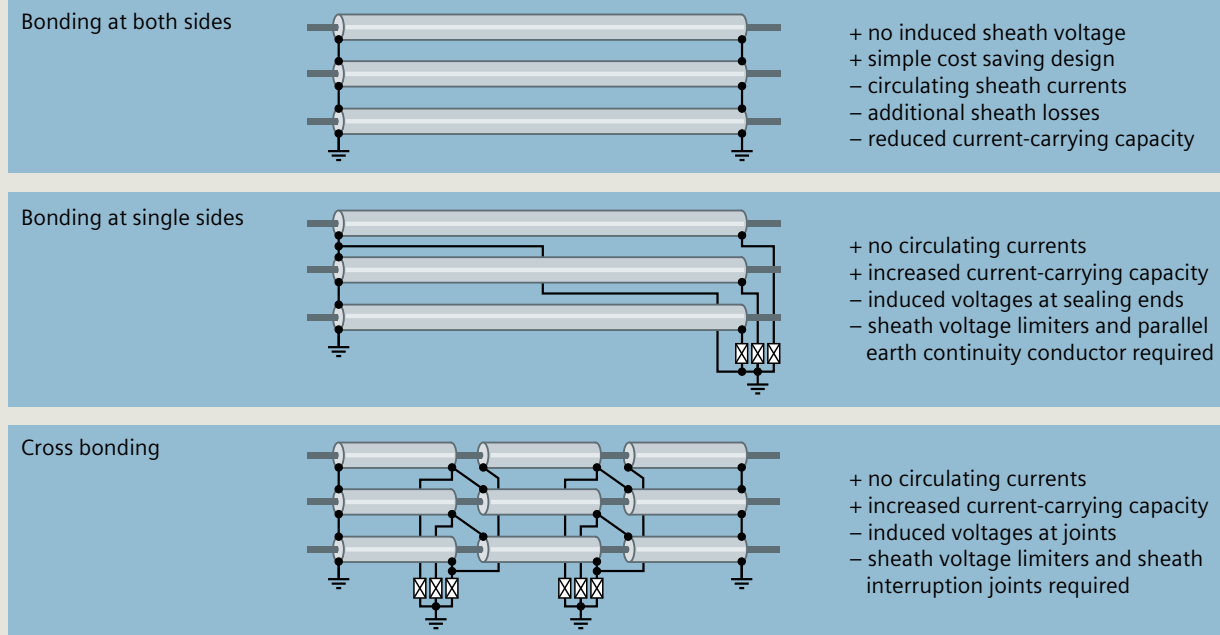 Bonding at both sides
+ no induced sheath voltage
+ simple cost saving design
– circulating sheath currents
– additional sheath losses
– reduced current-carrying capacity
Bonding at single sides
+ no circulating currents
+ increased current-carrying capacity
– induced voltages at sealing ends
– sheath voltage limiters and parallel
earth continuity conductor required
Cross bonding
+ no circulating currents
+ increased current-carrying capacity
– induced voltages at joints
– sheath voltage limiters and sheath
interruption joints required